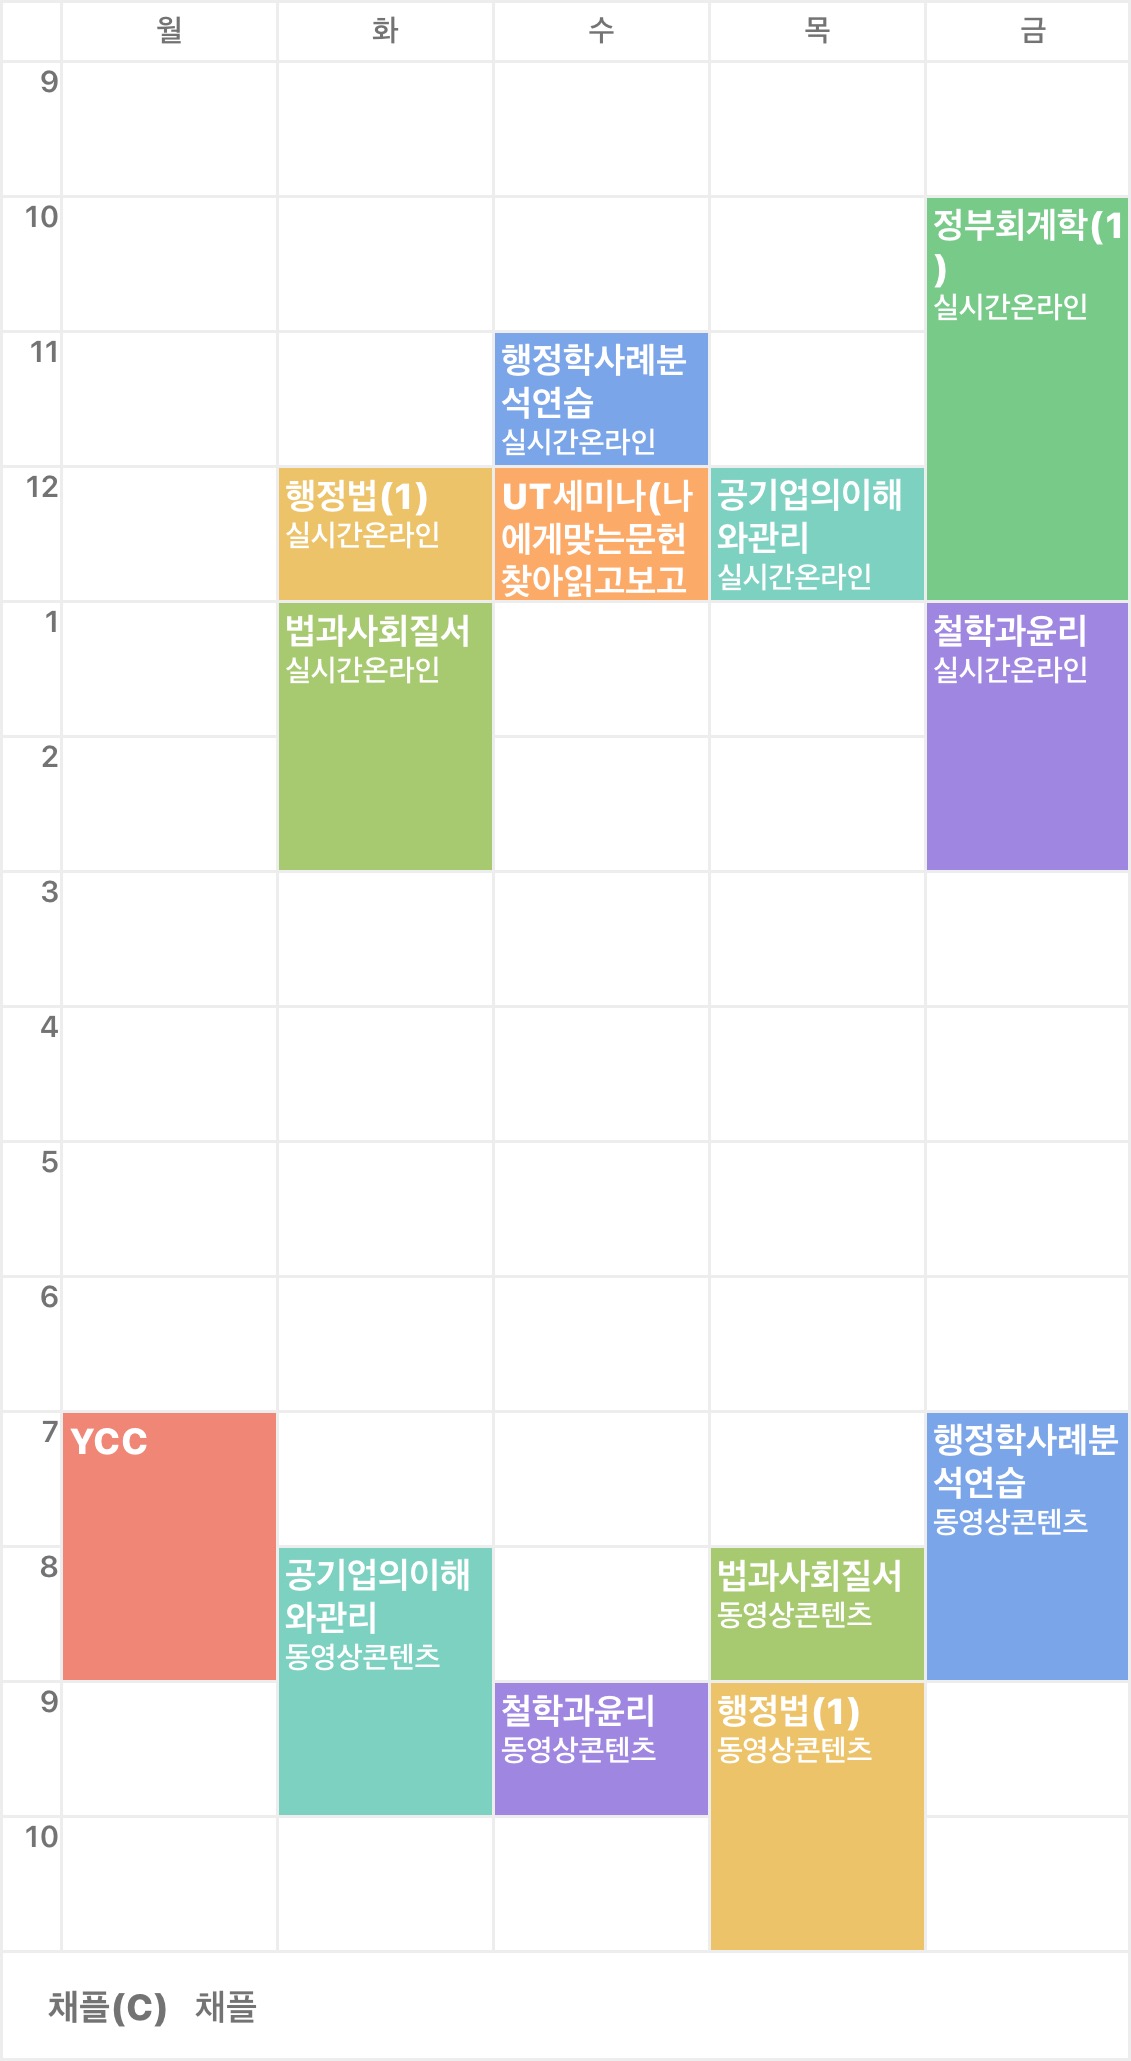 월 화 수 목 금
9
10
정부회계학(1
)
실시간온라인
11
행정학사례분
석연습
실시간온라인
12
행정법(1)
실시간온라인
UT세미나(나
에게맞는문헌
찾아읽고보고
공기업의이해
와관리
실시간온라인
1
법과사회질서
실시간온라인
철학과윤리
실시간온라인
2
3
4
5
6
7
YCC
행정학사례분
석연습
동영상콘텐츠
8
공기업의이해
와관리
동영상콘텐츠
법과사회질서
동영상콘텐츠
9
철학과윤리
동영상콘텐츠
행정법(1)
동영상콘텐츠
10
채플(C) 채플